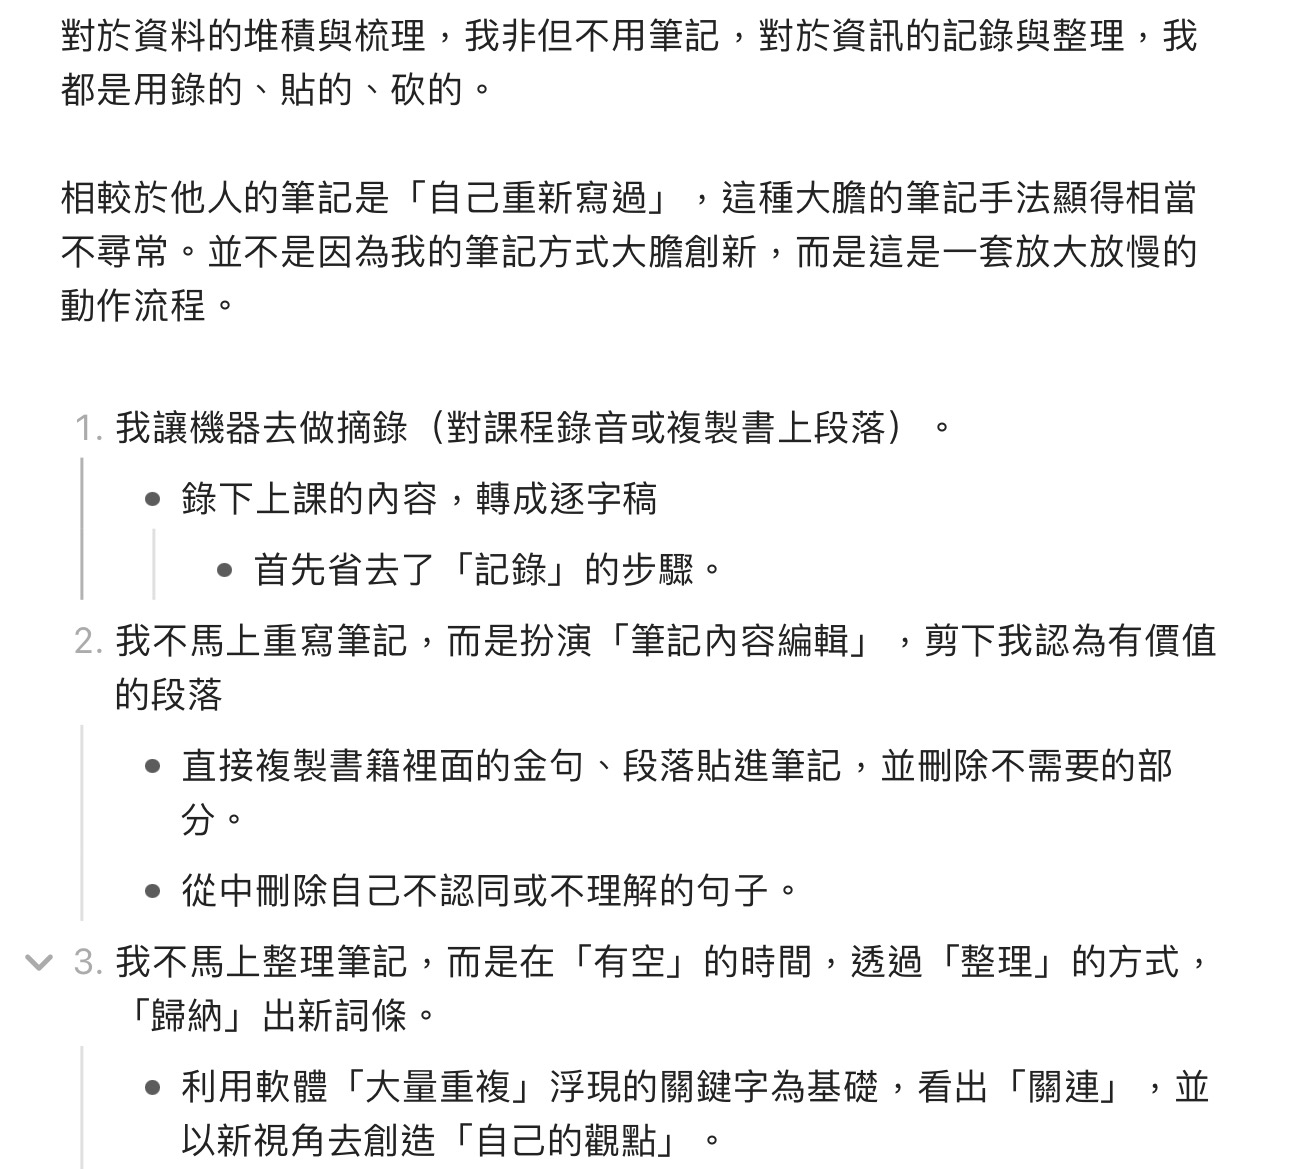 對於資料的堆積與梳理，我非但不用筆記，對於資訊的記錄與整理，我
都是用錄的、貼的、砍的。
相較於他人的筆記是「自己重新寫過」，這種大膽的筆記手法顯得相當
不尋常。並不是因為我的筆記方式大膽創新，而是這是一套放大放慢的
動作流程。
1. 我讓機器去做摘錄（對課程錄音或複製書上段落）。
• 錄下上課的內容，轉成逐字稿
• 首先省去了「記錄」的步驟。
2. 我不馬上重寫筆記，而是扮演「筆記內容編輯」，剪下我認為有價值
的段落
• 直接複製書籍裡面的金句、段落貼進筆記，並刪除不需要的部
分。
• 從中刪除自己不認同或不理解的句子。
3. 我不馬上整理筆記，而是在「有空」的時間，透過「整理」的方式，
「歸納」出新詞條。
• 利用軟體「大量重複」浮現的關鍵字為基礎，看出「關連」，並
以新視角去創造「自己的觀點」。